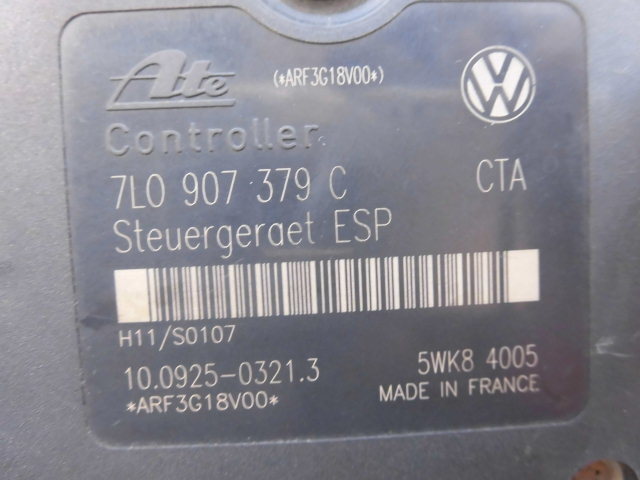 Ate
(*ARF3G18V00*)
Controller
7L0 907 379 C CTA
Steuergeraet ESP
H11/S0107
10.0925-0321.3 5WK8 4005
*ARF3G18V00* MADE IN FRANCE